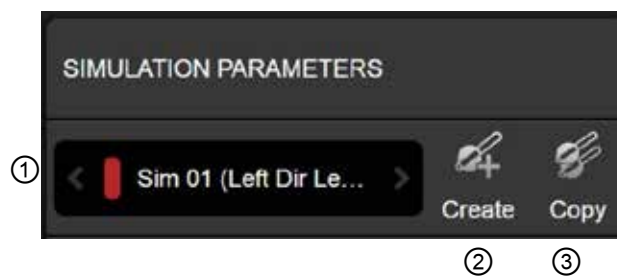 SIMULATION PARAMETERS
① Sim 01 (Left Dir Le...
Create Copy
② ③